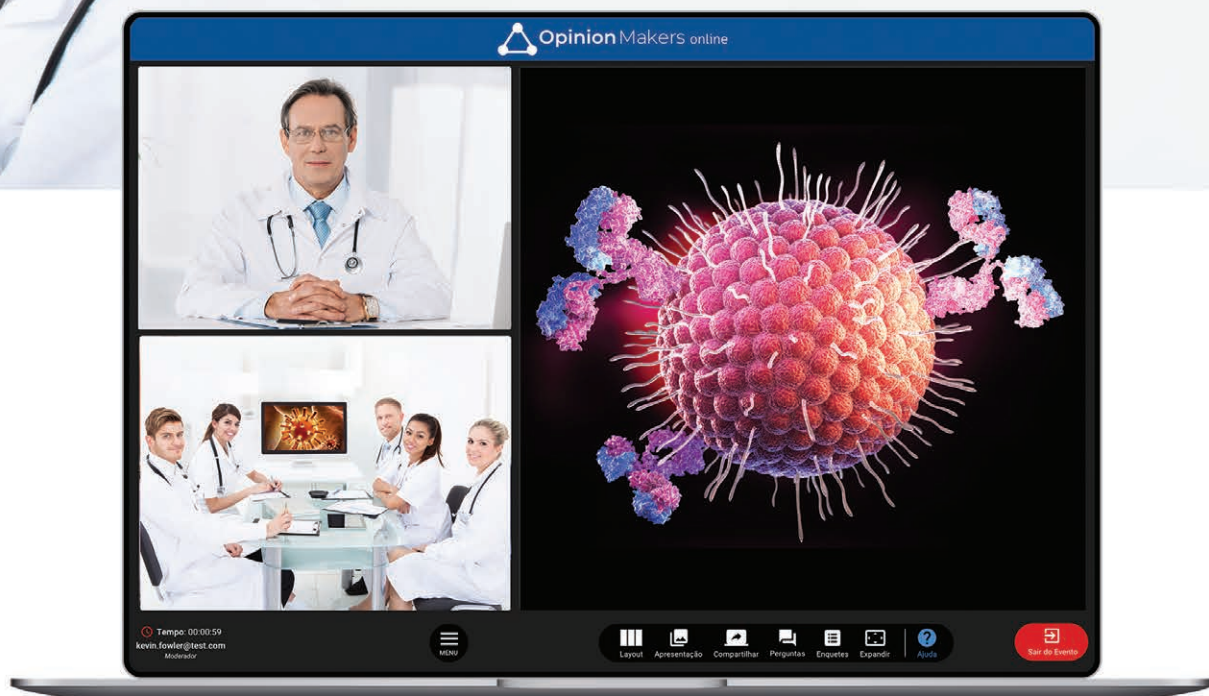 Opinion Makers online
Tempo: 00:00:59
kevin.fowler@test.com
Moderador
MENU
Layout Apresentação Compartilhar Perguntas Enquetes Expandir Ajuda
Sair do Evento